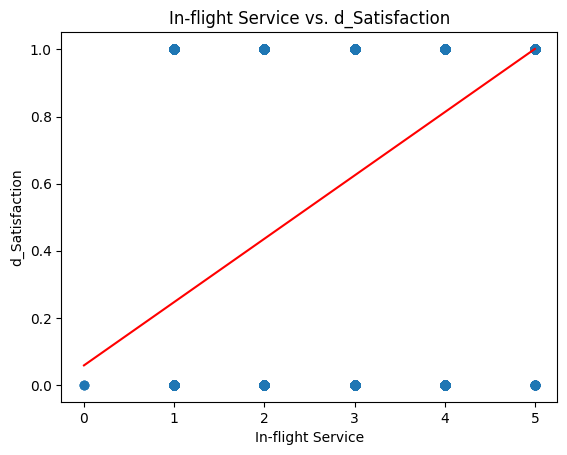 In-flight Service vs. d_Satisfaction
1.0
0.8
0.6
0.4
0.2
0.0
d_Satisfaction
0 1 2 3 4 5
In-flight Service